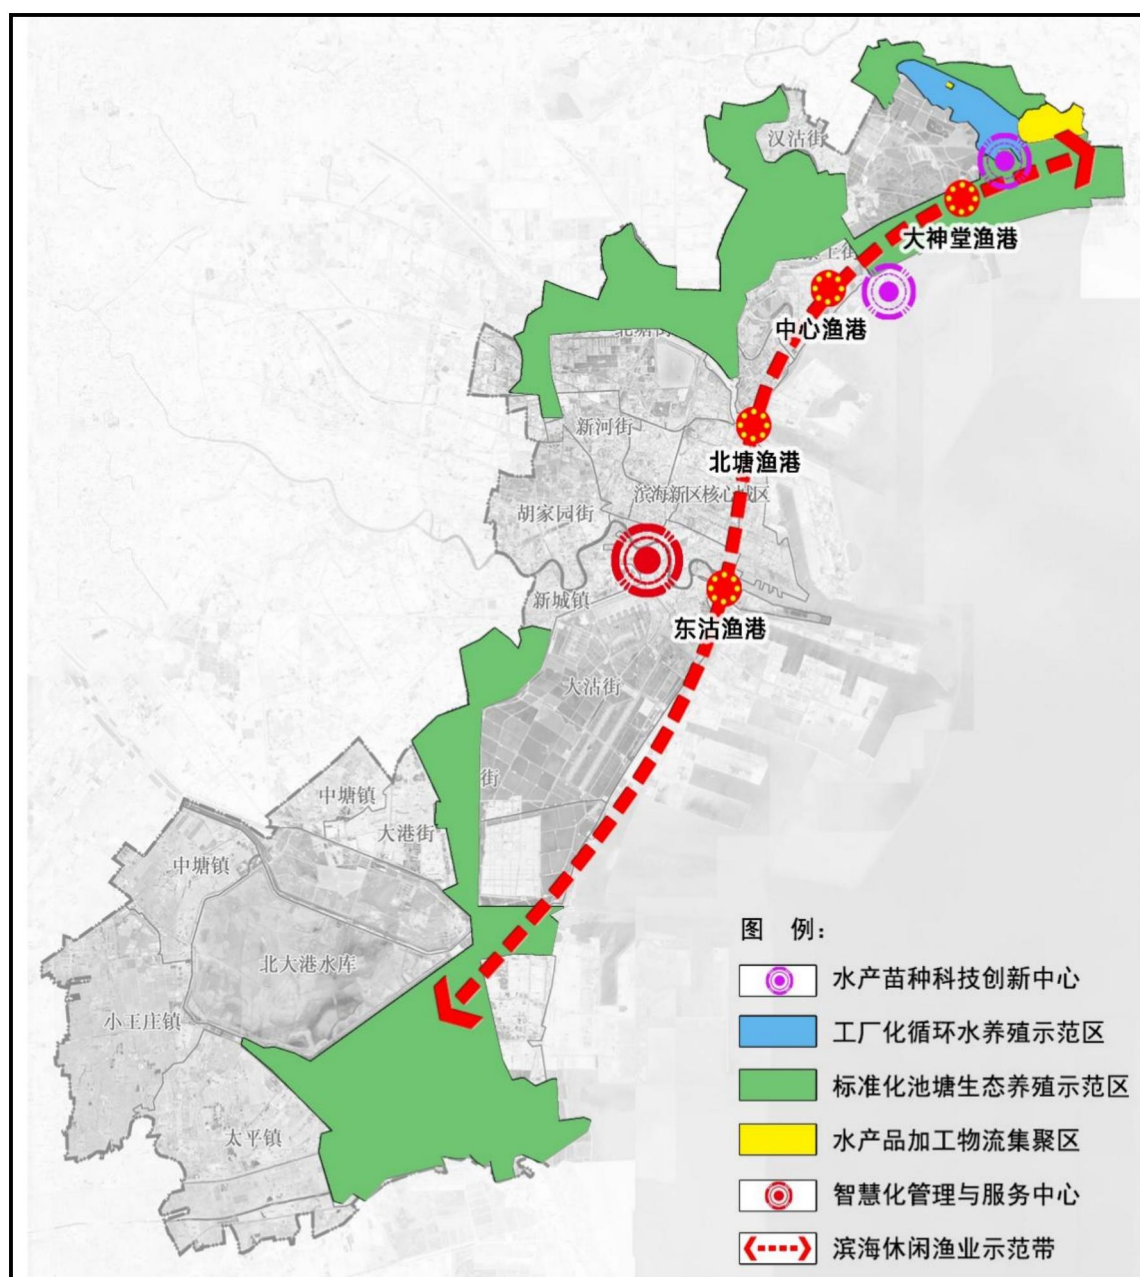 汉沽街
大神堂渔港
中心渔港
北塘街
新河街
北塘渔港
滨海新区核心城区
胡家园街
新城镇
东沽渔港
大沽街
街
中塘镇
大港街
中塘镇
北大港水库
小王庄镇
太平镇
图 例：
水产苗种科技创新中心
工厂化循环水养殖示范区
标准化池塘生态养殖示范区
水产品加工物流集聚区
智慧化管理与服务中心
滨海休闲渔业示范带